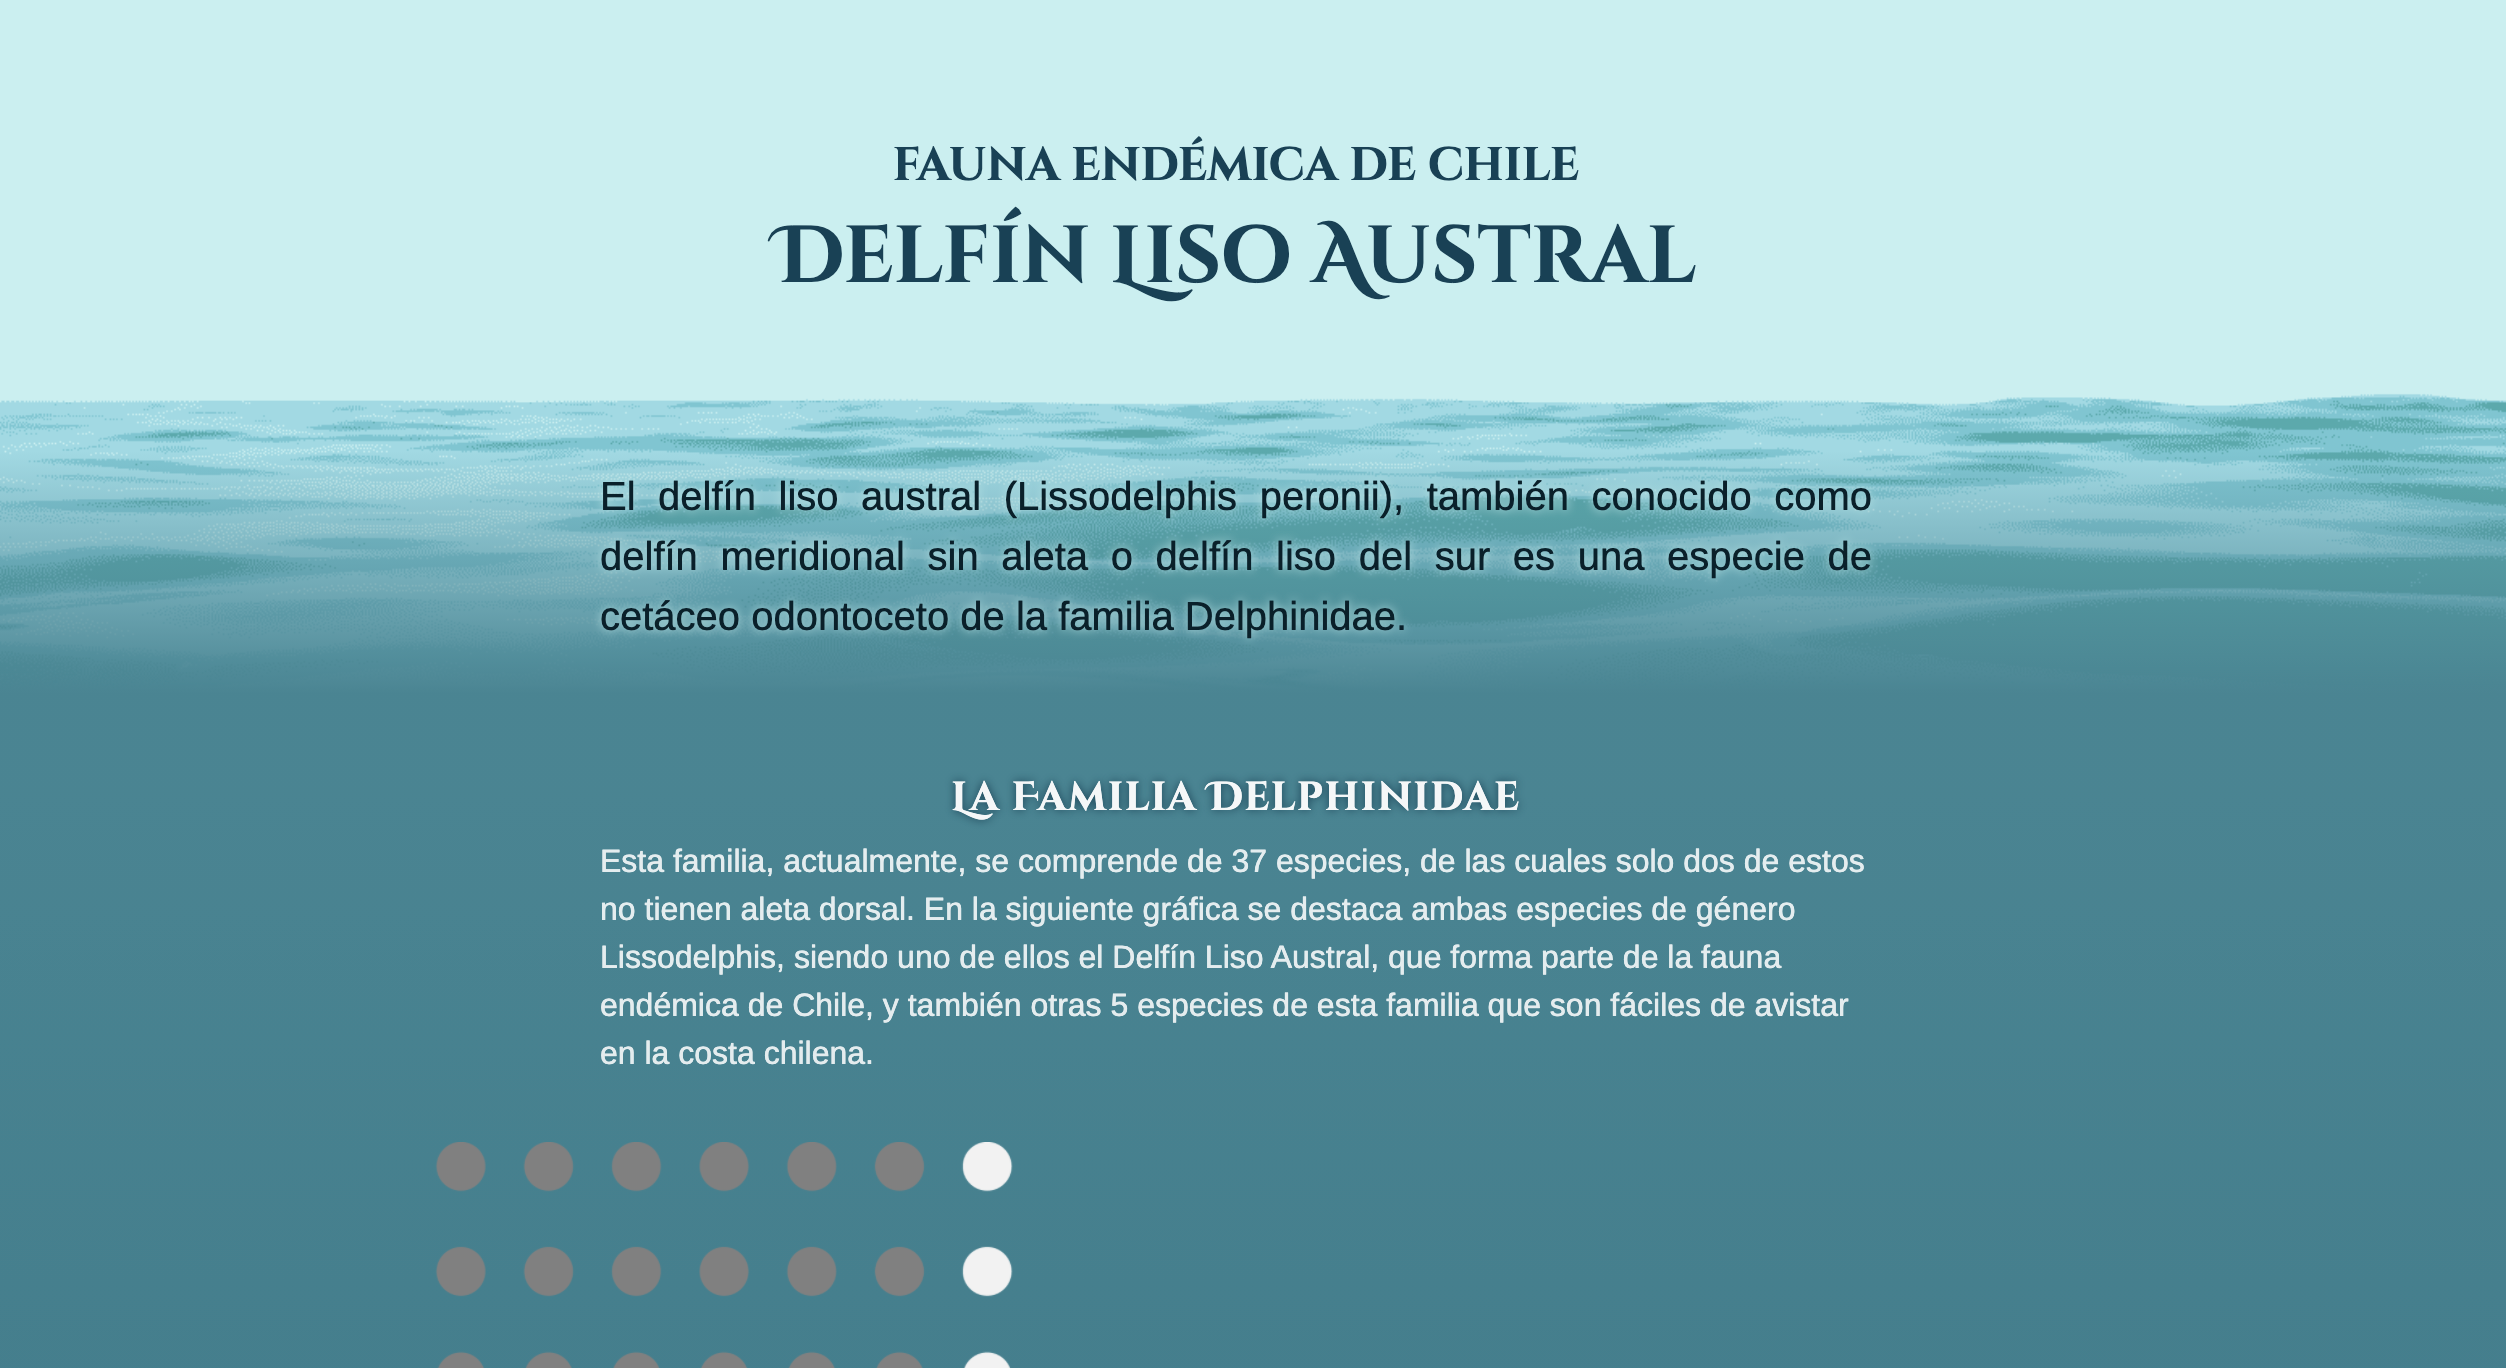 FAUNA ENDÉMICA DE CHILE
DELFÍN LISO AUSTRAL
El delfín liso austral (Lissodelphis peronii), también conocido como
delfín meridional sin aleta o delfín liso del sur es una especie de
cetáceo odontoceto de la familia Delphinidae.
LA FAMILIA DELPHINIDAE
Esta familia, actualmente, se comprende de 37 especies, de las cuales solo dos de estos
no tienen aleta dorsal. En la siguiente gráfica se destaca ambas especies de género
Lissodelphis, siendo uno de ellos el Delfín Liso Austral, que forma parte de la fauna
endémica de Chile, y también otras 5 especies de esta familia que son fáciles de avistar
en la costa chilena.